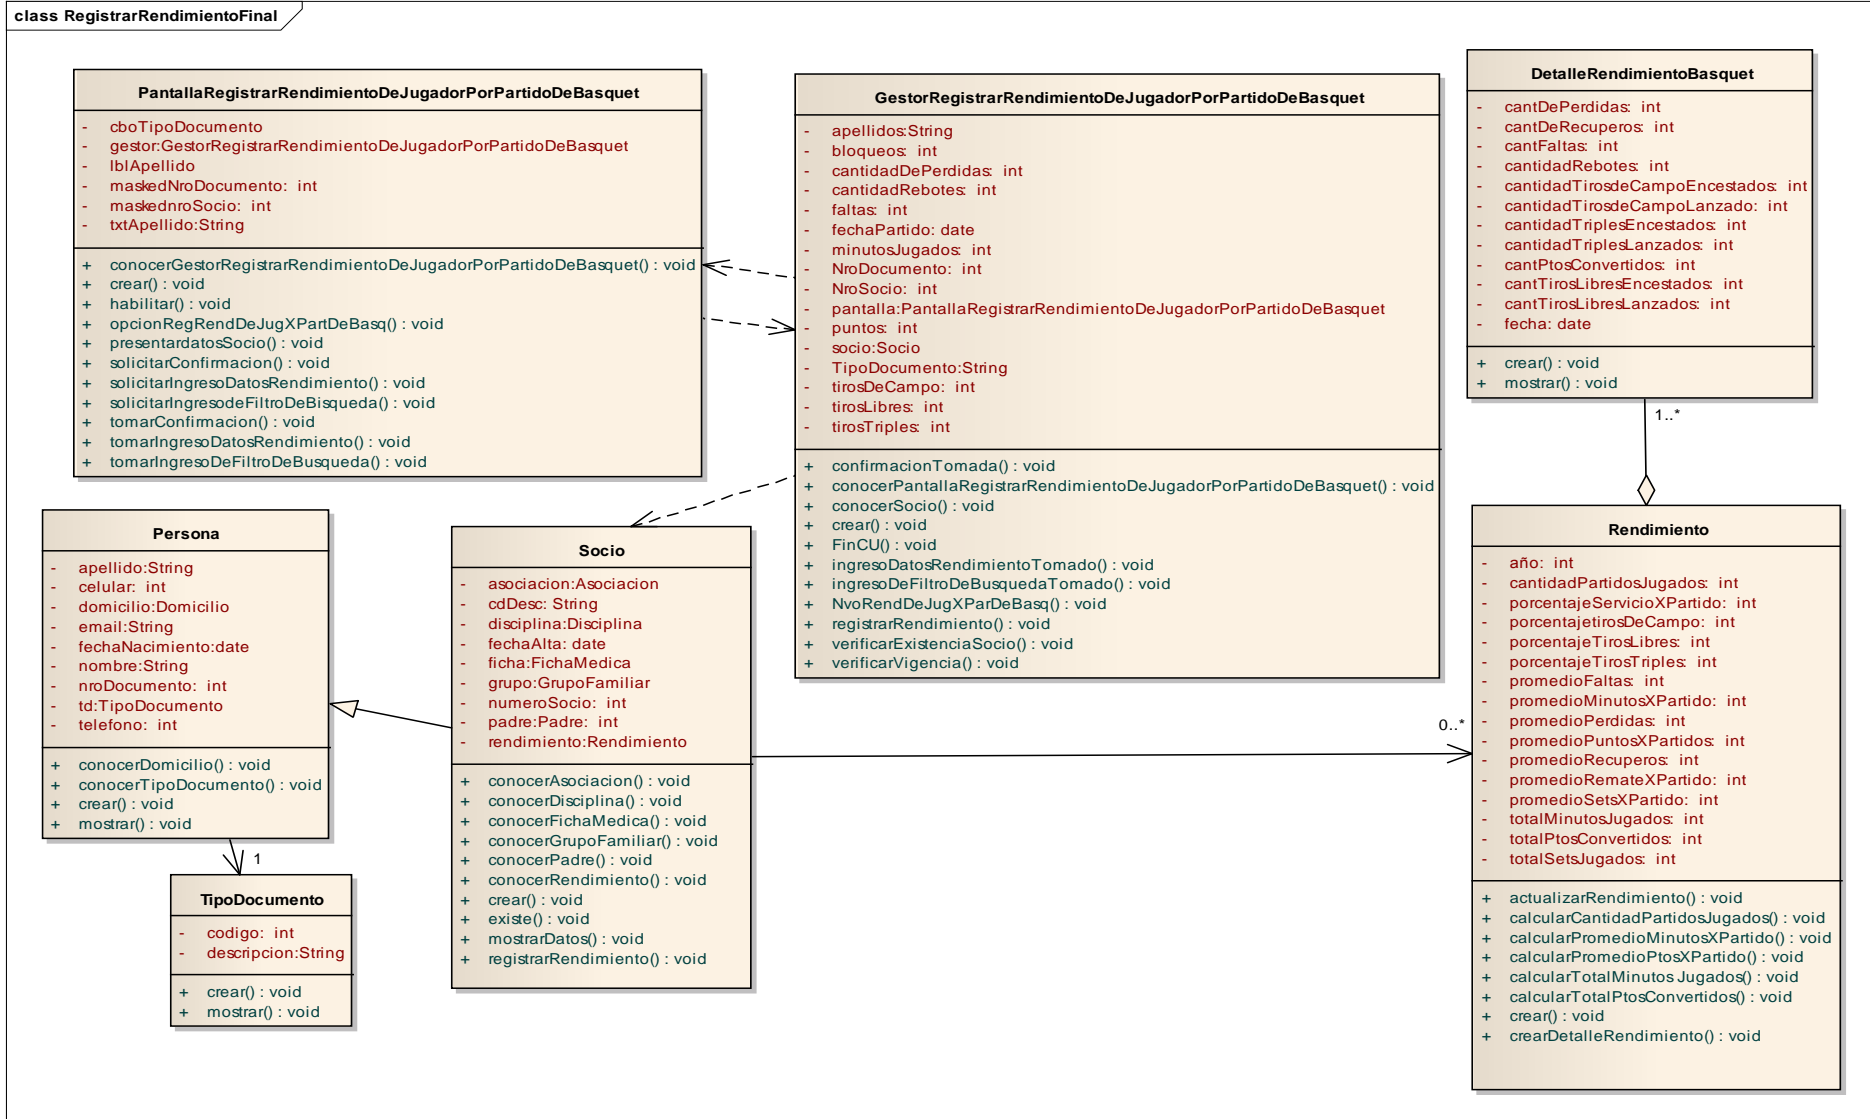 class RegistrarRendimientoFinal
PantallaRegistrarRendimientoDeJugadorPorPartidoDeBasquet
- cboTipoDocumento
- gestor:GestorRegistrarRendimientoDeJugadorPorPartidoDeBasquet
- lblApellido
- maskedNroDocumento: int
- maskednroSocio: int
- txtApellido:String
+ conocerGestorRegistrarRendimientoDeJugadorPorPartidoDeBasquet() : void
+ crear() : void
+ habilitar() : void
+ opcionRegRendDeJugXPartDeBasq() : void
+ presentardatosSocio() : void
+ solicitarConfirmacion() : void
+ solicitarIngresoDatosRendimiento() : void
+ solicitarIngresodeFiltroDeBisqueda() : void
+ tomarConfirmacion() : void
+ tomarIngresoDatosRendimiento() : void
+ tomarIngresoDeFiltroDeBusqueda() : void
GestorRegistrarRendimientoDeJugadorPorPartidoDeBasquet
- apellidos:String
- bloqueos: int
- cantidadDePerdidas: int
- cantidadRebotes: int
- faltas: int
- fechaPartido: date
- minutosJugados: int
- NroDocumento: int
- NroSocio: int
- pantalla:PantallaRegistrarRendimientoDeJugadorPorPartidoDeBasquet
- puntos: int
- socio:Socio
- TipoDocumento:String
- tirosDeCampo: int
- tirosLibres: int
- tirosTriples: int
+ confirmacionTomada() : void
+ conocerPantallaRegistrarRendimientoDeJugadorPorPartidoDeBasquet() : void
+ conocerSocio() : void
+ crear() : void
+ FinCU() : void
+ ingresoDatosRendimientoTomado() : void
+ ingresoDeFiltroDeBusquedaTomado() : void
+ NvoRendDeJugXParDeBasq() : void
+ registrarRendimiento() : void
+ verificarExistenciaSocio() : void
+ verificarVigencia() : void
DetalleRendimientoBasquet
- cantDePerdidas: int
- cantDeRecuperos: int
- cantFaltas: int
- cantidadRebotes: int
- cantidadTirosdeCampoEncestados: int
- cantidadTirosdeCampoLanzado: int
- cantidadTriplesEncestados: int
- cantidadTriplesLanzados: int
- cantPtosConvertidos: int
- cantTirosLibresEncestados: int
- cantTirosLibresLanzados: int
- fecha: date
+ crear() : void
+ mostrar() : void
1..*
Persona
- apellido:String
- celular: int
- domicilio:Domicilio
- email:String
- fechaNacimiento:date
- nombre:String
- nroDocumento: int
- td:TipoDocumento
- telefono: int
+ conocerDomicilio() : void
+ conocerTipoDocumento() : void
+ crear() : void
+ mostrar() : void
1
TipoDocumento
- codigo: int
- descripcion:String
+ crear() : void
+ mostrar() : void
Socio
- asociacion:Asociacion
- cdDesc: String
- disciplina:Disciplina
- fechaAlta: date
- ficha:FichaMedica
- grupo:GrupoFamiliar
- numeroSocio: int
- padre:Padre: int
- rendimiento:Rendimiento
+ conocerAsociacion() : void
+ conocerDisciplina() : void
+ conocerFichaMedica() : void
+ conocerGrupoFamiliar() : void
+ conocerPadre() : void
+ conocerRendimiento() : void
+ crear() : void
+ existe() : void
+ mostrarDatos() : void
+ registrarRendimiento() : void
0..*
Rendimiento
- año: int
- cantidadPartidosJugados: int
- porcentajeServicioXPartido: int
- porcentajetirosDeCampo: int
- porcentajeTirosLibres: int
- porcentajeTirosTriples: int
- promedioFaltas: int
- promedioMinutosXPartido: int
- promedioPerdidas: int
- promedioPuntosXPartidos: int
- promedioRecuperos: int
- promedioRemateXPartido: int
- promedioSetsXPartido: int
- totalMinutosJugados: int
- totalPtosConvertidos: int
- totalSetsJugados: int
+ actualizarRendimiento() : void
+ calcularCantidadPartidosJugados() : void
+ calcularPromedioMinutosXPartido() : void
+ calcularPromedioPtosXPartido() : void
+ calcularTotalMinutosJugados() : void
+ calcularTotalPtosConvertidos() : void
+ crear() : void
+ crearDetalleRendimiento() : void